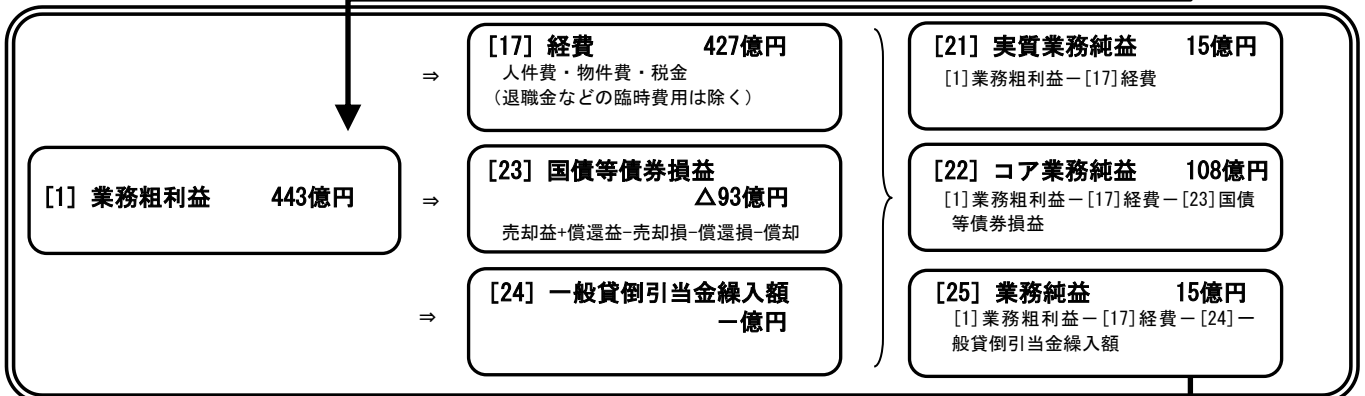 [1] 業務粗利益 443億円
⇒
[17] 経費 427億円
人件費・物件費・税金
(退職金などの臨時費用は除く)
⇒
[23] 国債等債券損益
△93億円
売却益+償還益-売却損-償還損-償却
⇒
[24] 一般貸倒引当金繰入額
－億円
[21] 実質業務純益 15億円
[1]業務粗利益－[17]経費
[22] コア業務純益 108億円
[1]業務粗利益－[17]経費－[23]国債
等債券損益
[25] 業務純益 15億円
[1]業務粗利益－[17]経費－[24]一
般貸倒引当金繰入額